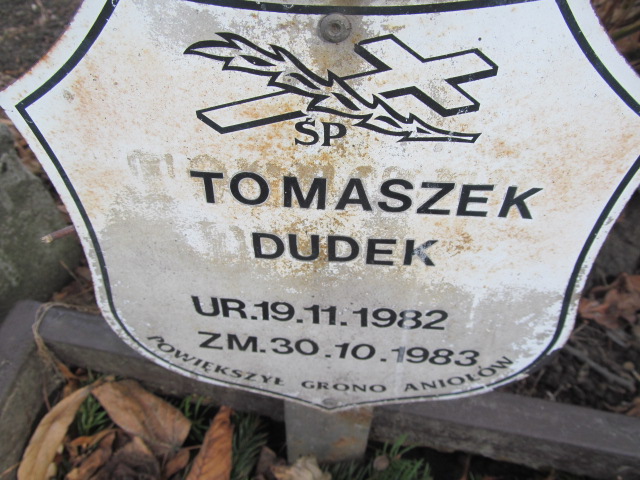 ŚP
TOMASZEK
DUDEK
UR.19.11.1982
ZM.30.10.1983
POWIĘKSZYŁ GRONO ANIOŁÓW